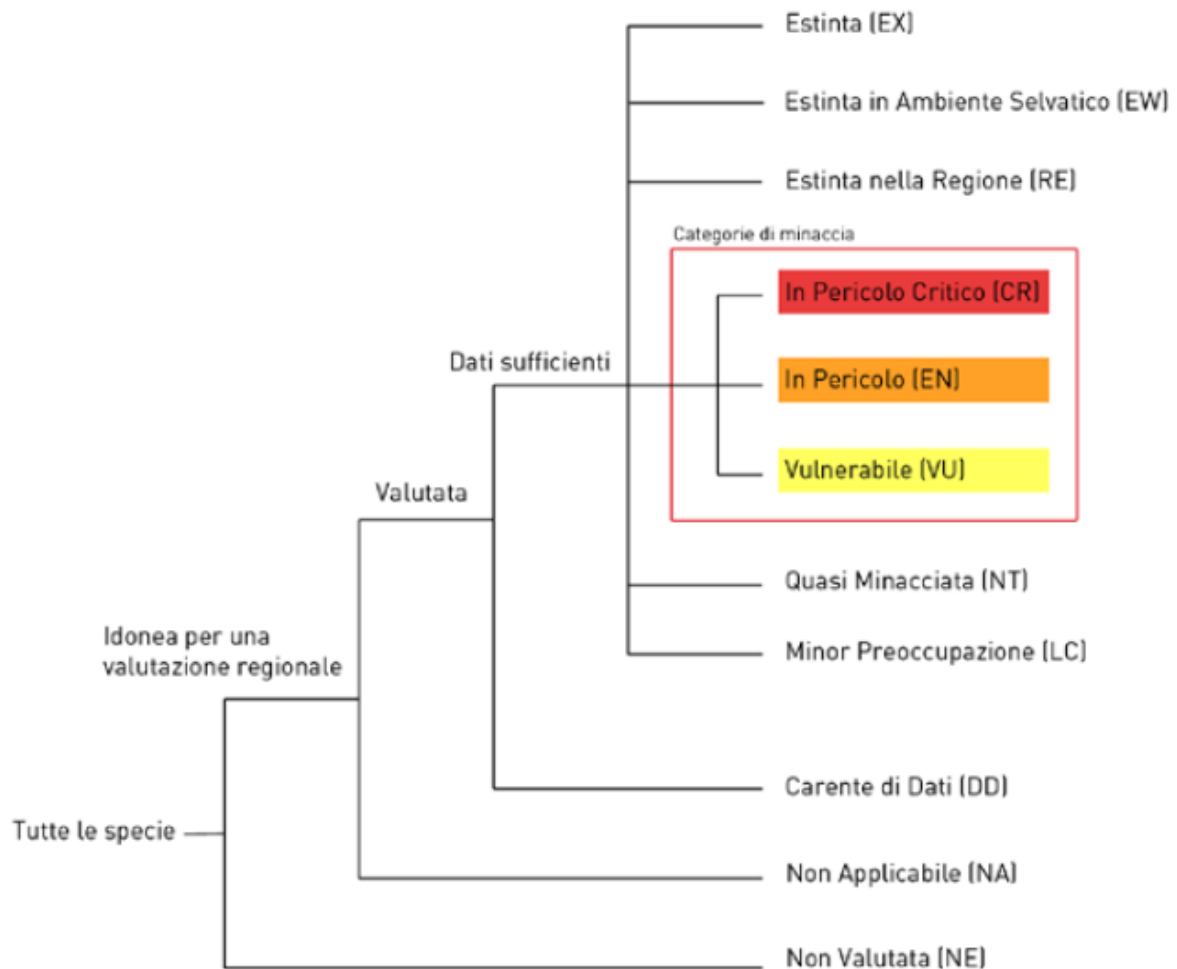 Estinta (EX)
Estinta in Ambiente Selvatico (EW)
Estinta nella Regione (RE)
Categorie di minaccia
In Pericolo Critico (CR)
Dati sufficienti
In Pericolo (EN)
Vulnerabile (VU)
Valutata
Quasi Minacciata (NT)
Idonea per una
valutazione regionale
Minor Preoccupazione (LC)
Carente di Dati (DD)
Tutte le specie
Non Applicabile (NA)
Non Valutata (NE)